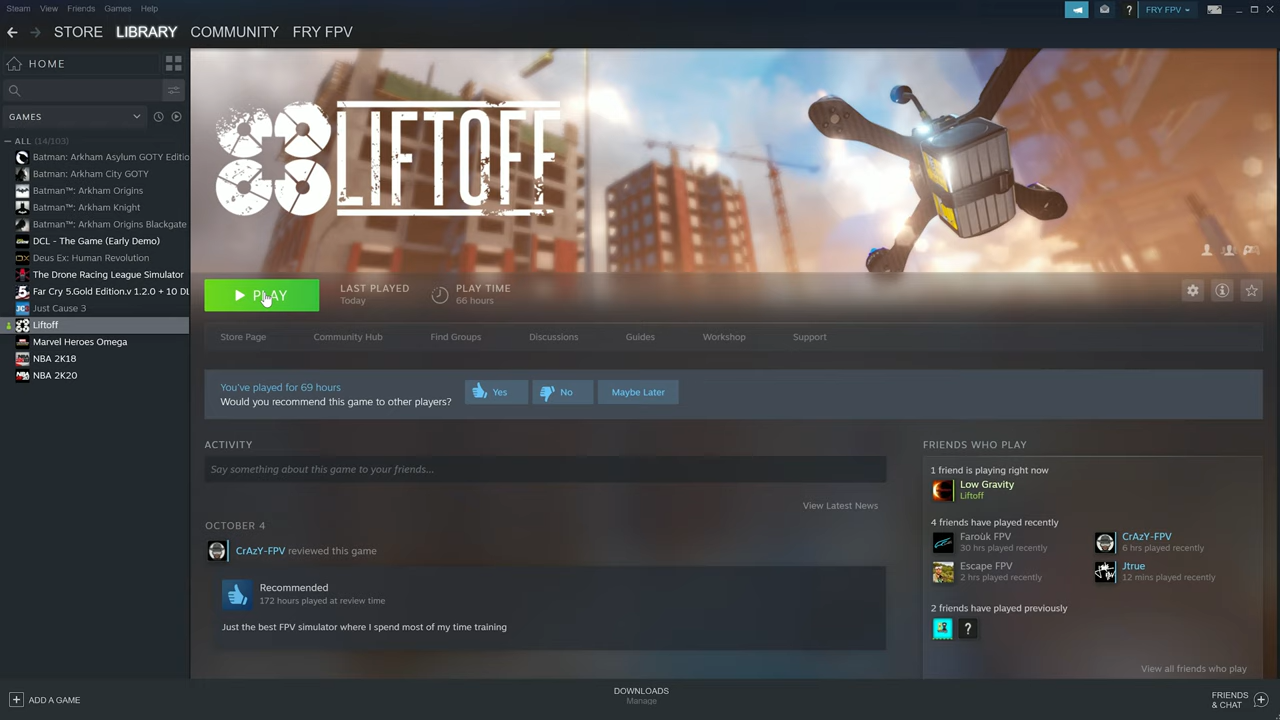 Steam View Friends Games Help
FRY FPV
STORE LIBRARY COMMUNITY FRY FPV
HOME
GAMES
ALL (14/103)
Batman: Arkham Asylum GOTY Editio
Batman: Arkham City GOTY
Batman™: Arkham Origins
Batman™: Arkham Knight
Batman™: Arkham Origins Blackgate
DCL - The Game (Early Demo)
Deus Ex: Human Revolution
The Drone Racing League Simulator
Far Cry 5.Gold Edition.v 1.2.0 + 10 DL
Just Cause 3
Liftoff
Marvel Heroes Omega
NBA 2K18
NBA 2K20
ADD A GAME
LIFTOFF
PLAY
LAST PLAYED
Today
PLAY TIME
66 hours
Store Page Community Hub Find Groups Discussions Guides Workshop Support
You've played for 69 hours
Would you recommend this game to other players?
Yes No Maybe Later
ACTIVITY
Say something about this game to your friends...
View Latest News
OCTOBER 4
CrAzY-FPV reviewed this game
Recommended
172 hours played at review time
Just the best FPV simulator where I spend most of my time training
FRIENDS WHO PLAY
1 friend is playing right now
Low Gravity
Liftoff
4 friends have played recently
Faroùk FPV
30 hrs played recently
CrAzY-FPV
6 hrs played recently
Escape FPV
2 hrs played recently
Jtrue
12 mins played recently
2 friends have played previously
?
View all friends who play
DOWNLOADS
Manage
FRIENDS
& CHAT